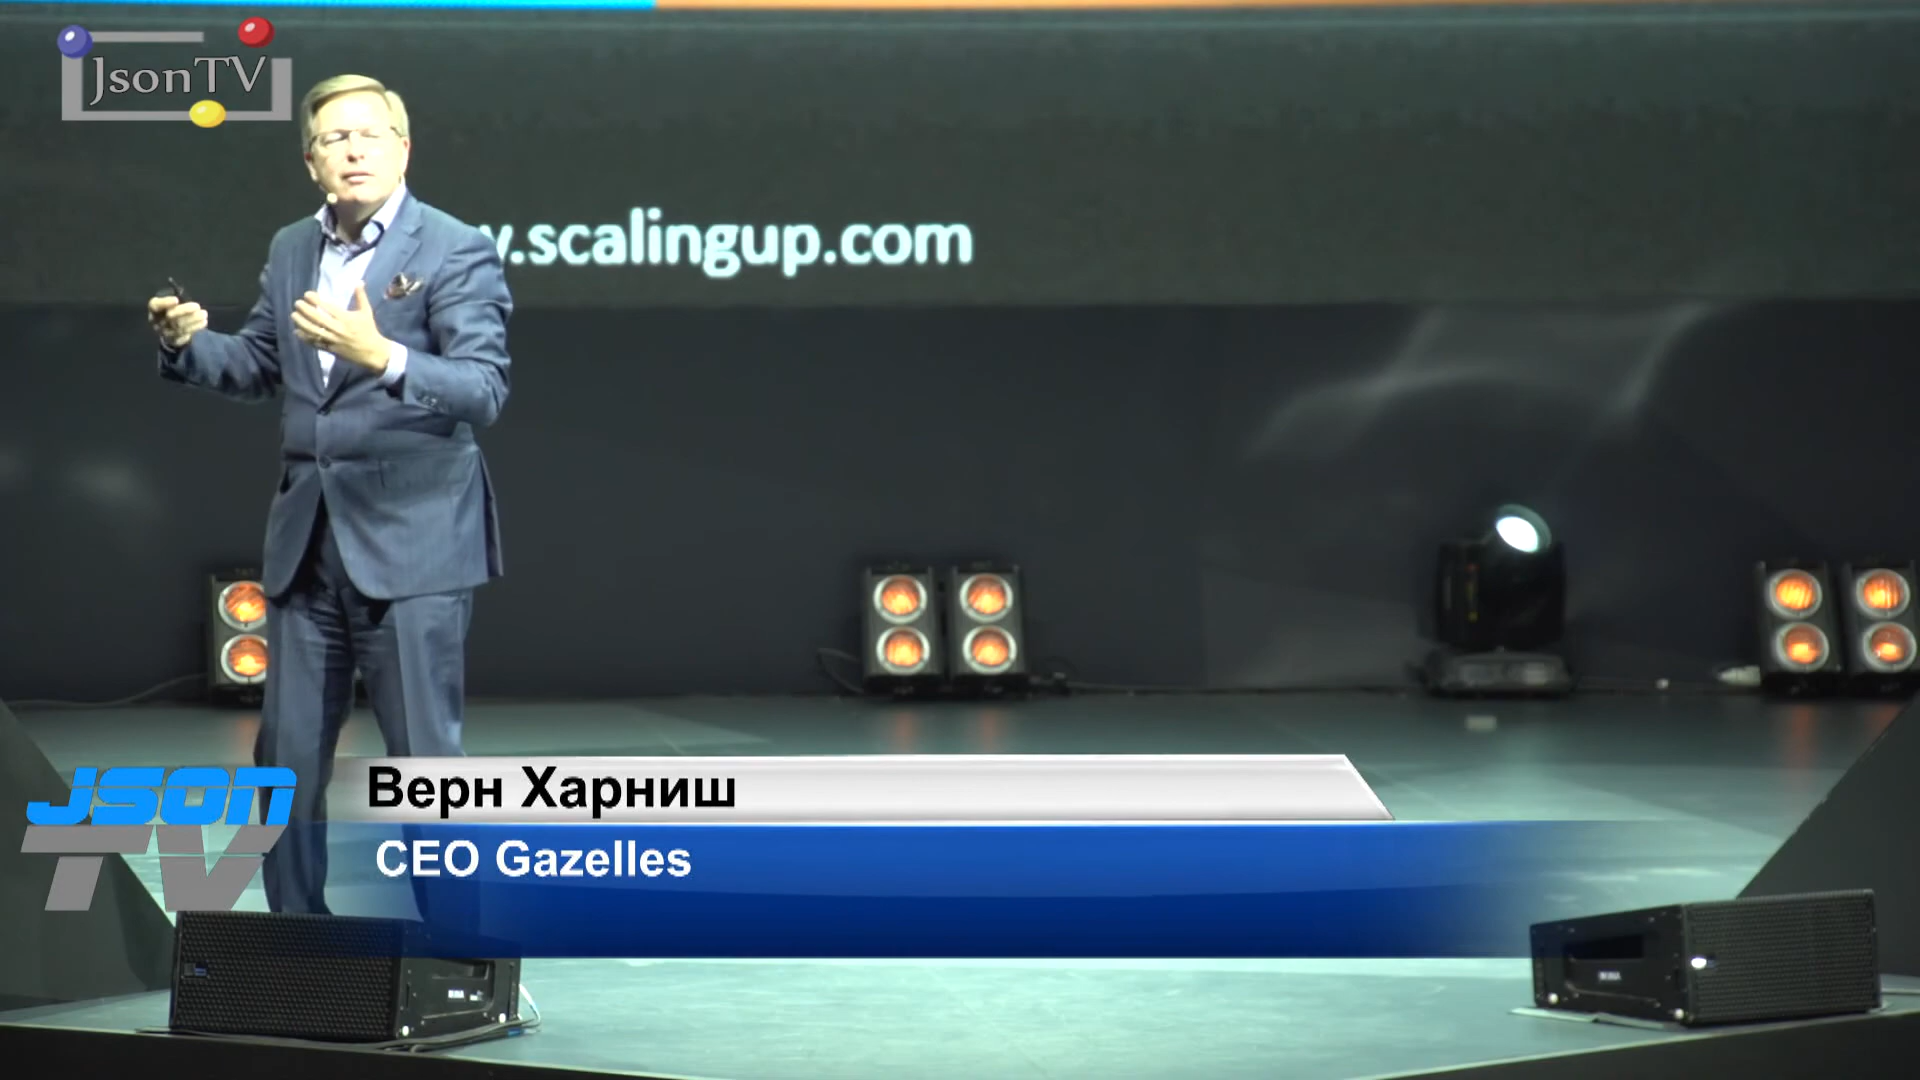 JsonTV
.scalingup.com
JSON
TV
Верн Харниш
CEO Gazelles